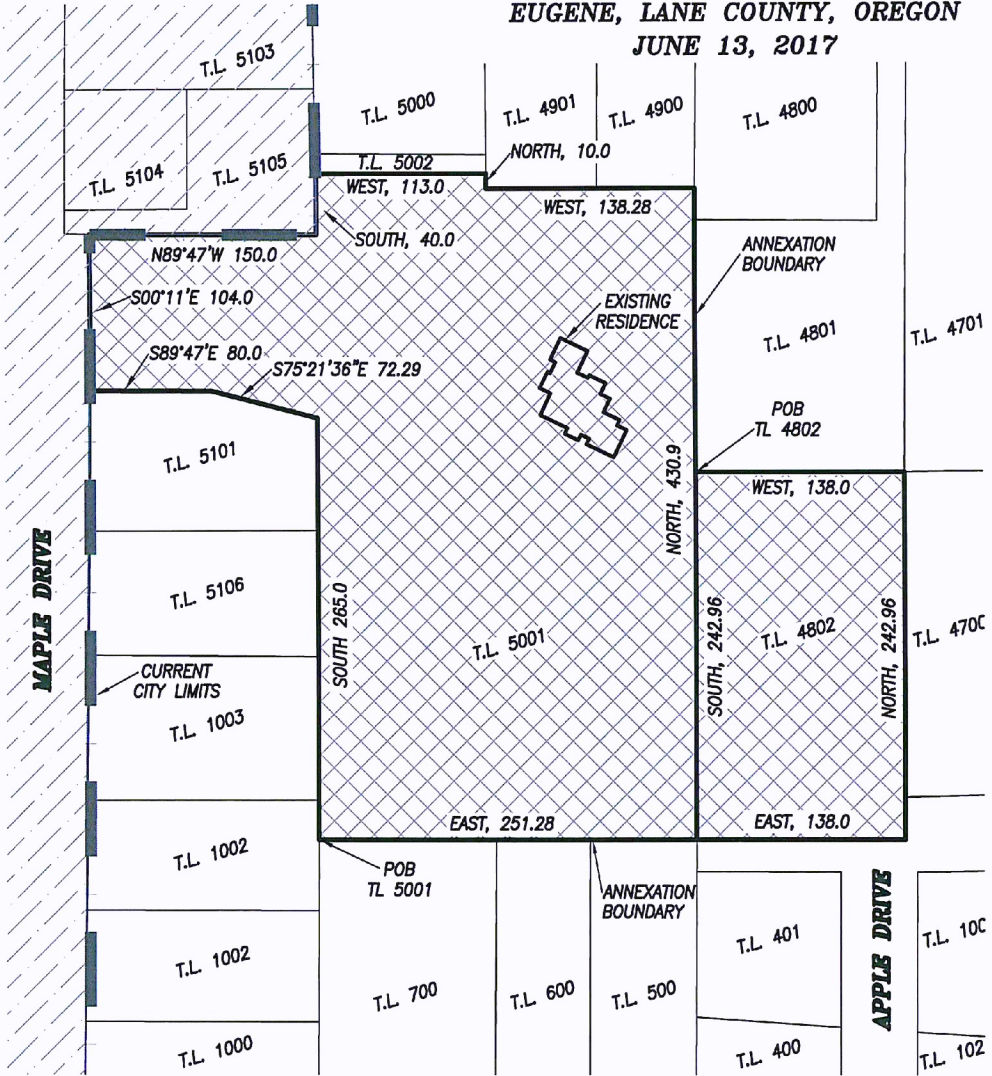 EUGENE, LANE COUNTY, OREGON
JUNE 13, 2017
T.L. 5103
T.L. 5000
T.L. 4901
T.L. 4900
T.L. 4800
T.L. 5104
T.L. 5105
T.L. 5002
NORTH, 10.0
WEST, 113.0
WEST, 138.28
SOUTH, 40.0
N89°47'W 150.0
ANNEXATION
BOUNDARY
S00°11'E 104.0
EXISTING
RESIDENCE
T.L. 4801
T.L. 4701
S89°47'E 80.0
S75°21'36"E 72.29
POB
TL 4802
T.L. 5101
NORTH, 430.9
WEST, 138.0
MAPLE DRIVE
T.L. 5106
SOUTH 265.0
T.L. 5001
SOUTH, 242.96
T.L. 4802
NORTH, 242.96
T.L. 470C
CURRENT
CITY LIMITS
T.L. 1003
EAST, 251.28
EAST, 138.0
T.L. 1002
POB
TL 5001
ANNEXATION
BOUNDARY
APPLE DRIVE
T.L. 401
T.L. 10C
T.L. 1002
T.L. 700
T.L. 600
T.L. 500
T.L. 1000
T.L. 400
T.L. 102